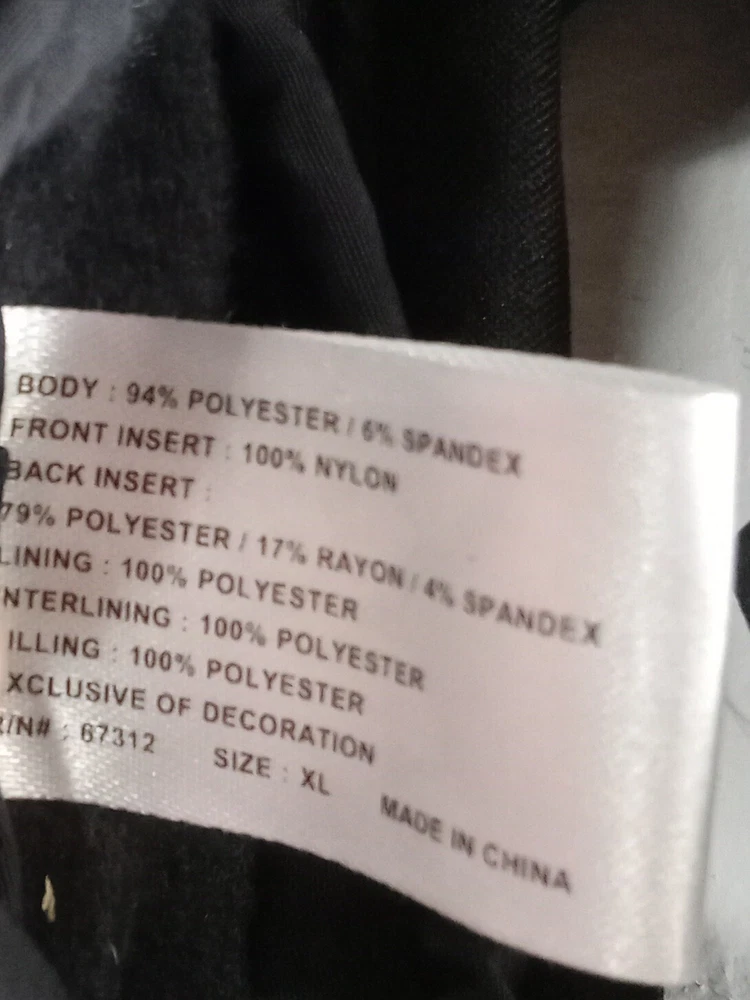 BODY : 94% POLYESTER / 6% SPANDEX
FRONT INSERT : 100% NYLON
BACK INSERT :
79% POLYESTER / 17% RAYON / 4% SPANDEX
LINING : 100% POLYESTER
NTERLINING : 100% POLYESTER
ILLING : 100% POLYESTER
XCLUSIVE OF DECORATION
R/N# : 67312 SIZE : XL MADE IN CHINA